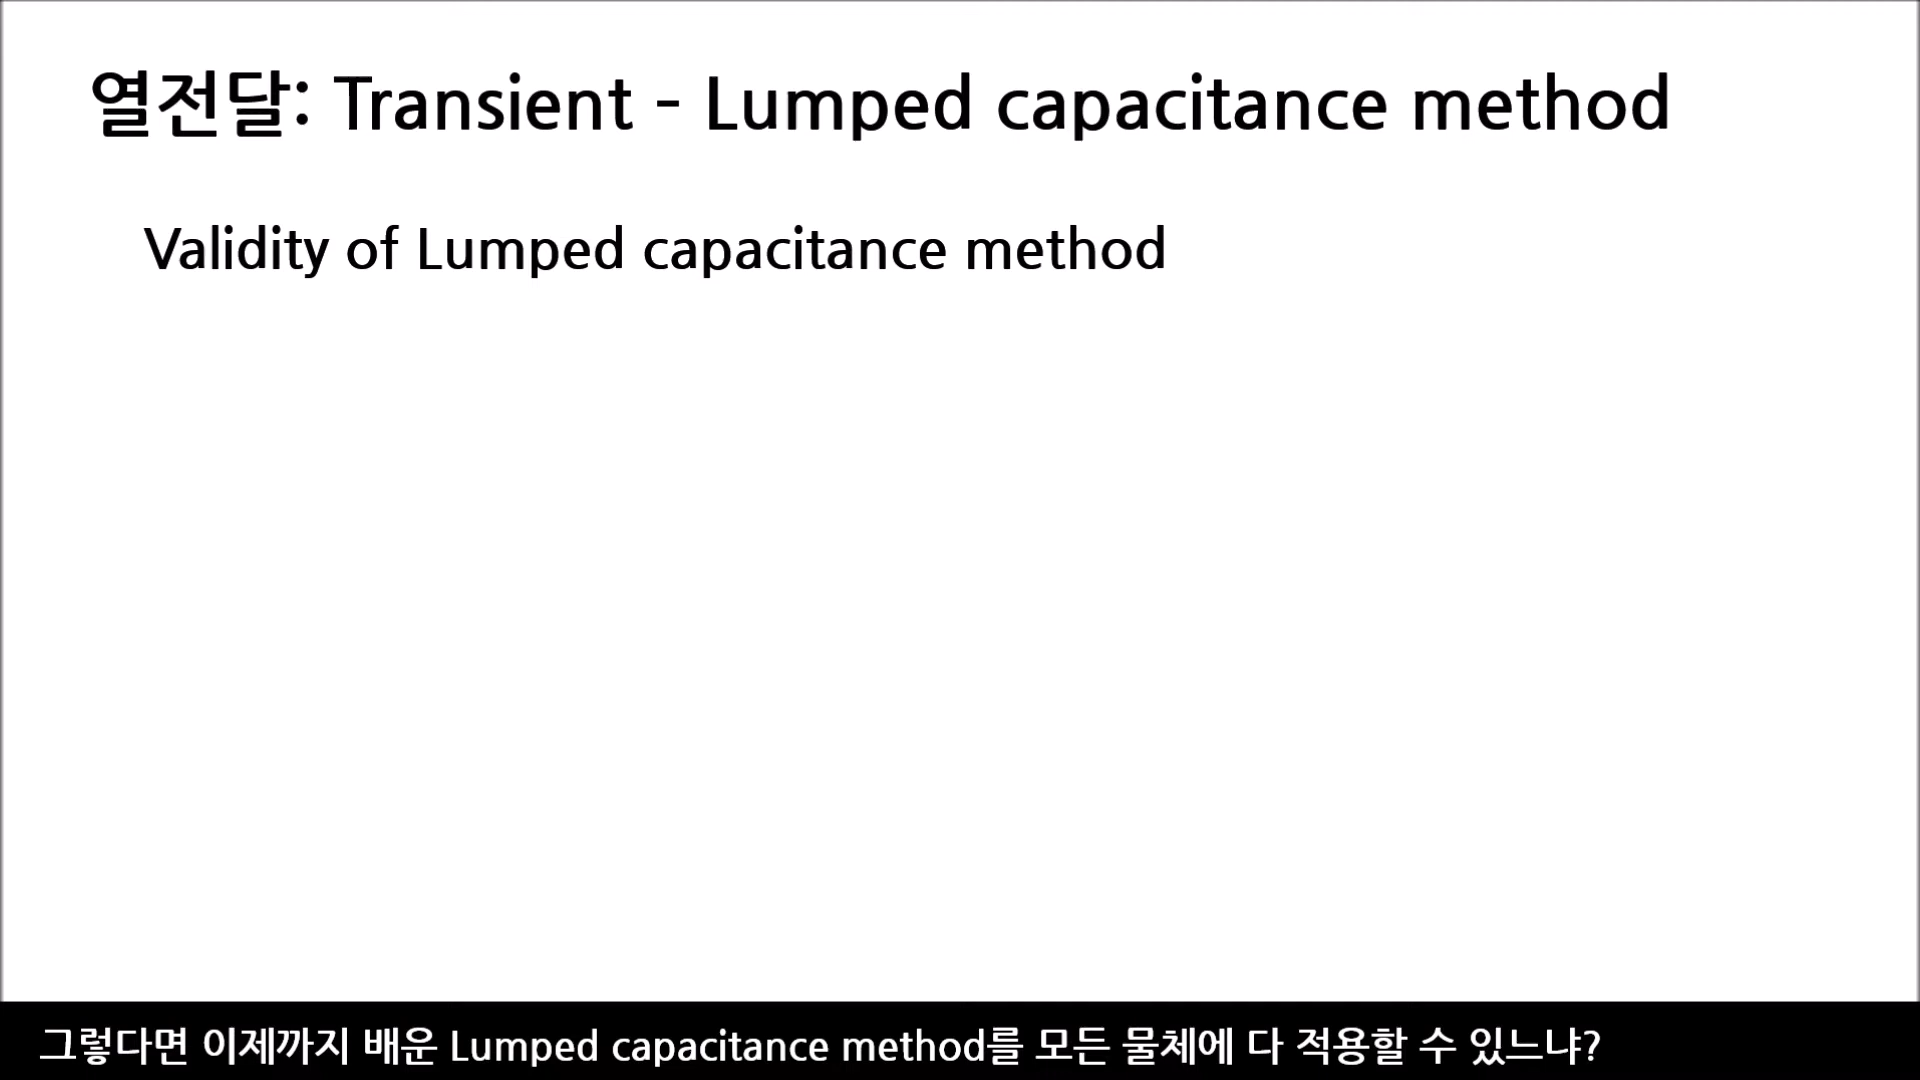 열전달: Transient - Lumped capacitance method
Validity of Lumped capacitance method
그렇다면 이제까지 배운 Lumped capacitance method를 모든 물체에 다 적용할 수 있느냐?